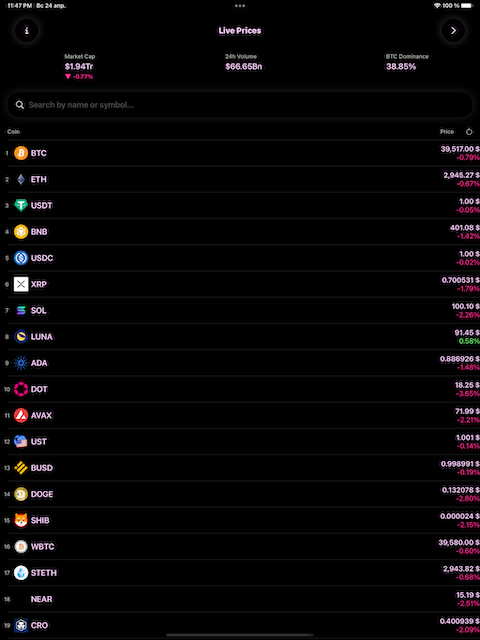 11:47 PM Вс 24 апр.
100 %
Live Prices
Market Cap
$1.94Tr
-0.77%
24h Volume
$66.65Bn
BTC Dominance
38.85%
Search by name or symbol...
Coin Price
1 BTC 39,517.00 $
-0.79%
2 ETH 2,945.27 $
-0.67%
3 USDT 1.00 $
-0.05%
4 BNB 401.08 $
-1.42%
5 USDC 1.00 $
-0.02%
6 XRP 0.700531 $
-1.79%
7 SOL 100.10 $
-2.26%
8 LUNA 91.45 $
0.58%
9 ADA 0.886926 $
-1.48%
10 DOT 18.25 $
-3.65%
11 AVAX 71.99 $
-2.21%
12 UST 1.001 $
-0.14%
13 BUSD 0.998991 $
-0.19%
14 DOGE 0.132078 $
-2.60%
15 SHIB 0.000024 $
-2.15%
16 WBTC 39,580.00 $
-0.60%
17 STETH 2,943.82 $
-0.68%
18 NEAR 15.19 $
-2.51%
19 CRO 0.400939 $
-2.09%